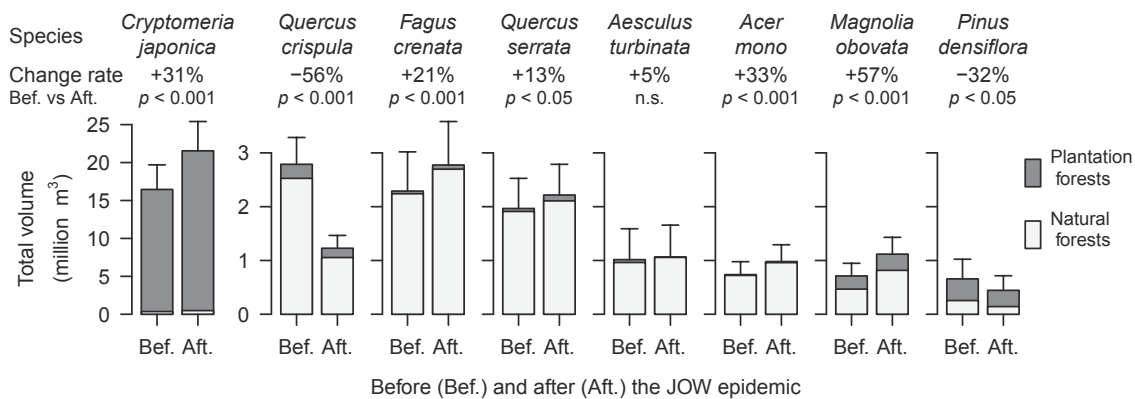 Species Cryptomeria japonica Quercus crispula Fagus crenata Quercus serrata Aesculus turbinata Acer mono Magnolia obovata Pinus densiflora
Change rate +31% −56% +21% +13% +5% +33% +57% −32%
Bef. vs Aft. p < 0.001 p < 0.001 p < 0.001 p < 0.05 n.s. p < 0.001 p < 0.001 p < 0.05
Total volume
(million m³)
25
20
15
10
5
0
3
2
1
0
Plantation
forests
Natural
forests
Bef. Aft. Bef. Aft. Bef. Aft. Bef. Aft. Bef. Aft. Bef. Aft. Bef. Aft. Bef. Aft.
Before (Bef.) and after (Aft.) the JOW epidemic